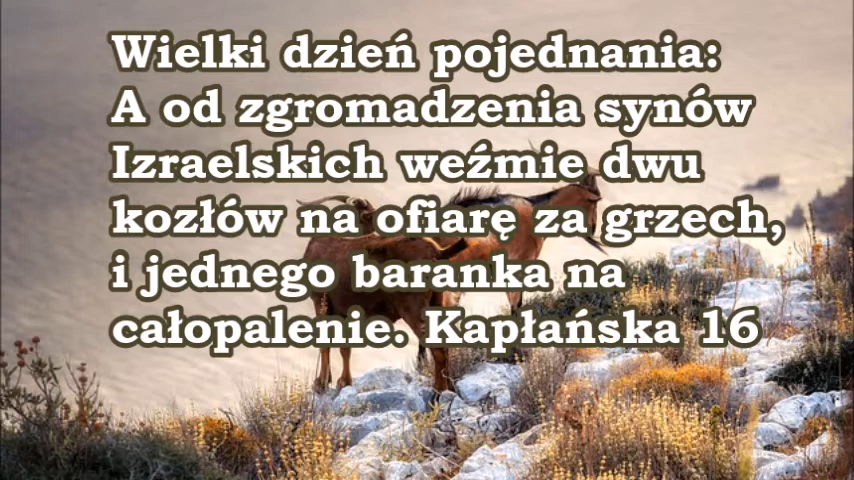 Wielki dzień pojednania:
A od zgromadzenia synów
Izraelskich weźmie dwu
kozłów na ofiarę za grzech,
i jednego baranka na
całopalenie. Kapłańska 16